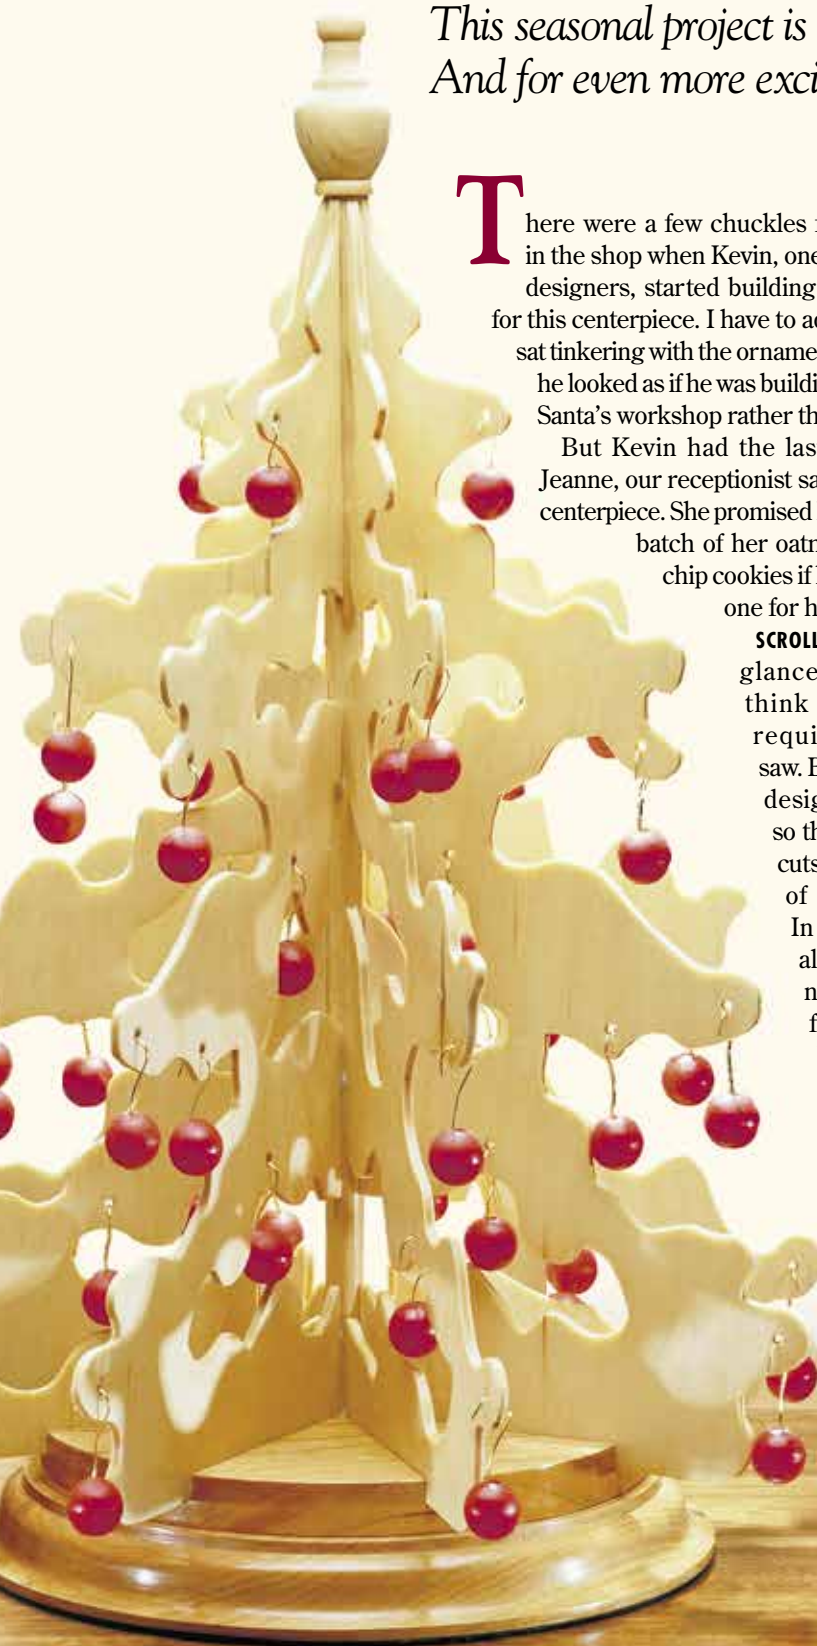 This seasonal project is
And for even more exci
There were a few chuckles
in the shop when Kevin, one
designers, started building
for this centerpiece. I have to a
sat tinkering with the orname
he looked as if he was buildi
Santa's workshop rather th
But Kevin had the las
Jeanne, our receptionist sa
centerpiece. She promised
batch of her oat
chip cookies if
one for h
SCROLL
glance
think
requi
saw. B
desig
so th
cuts
of
In
al
n
f